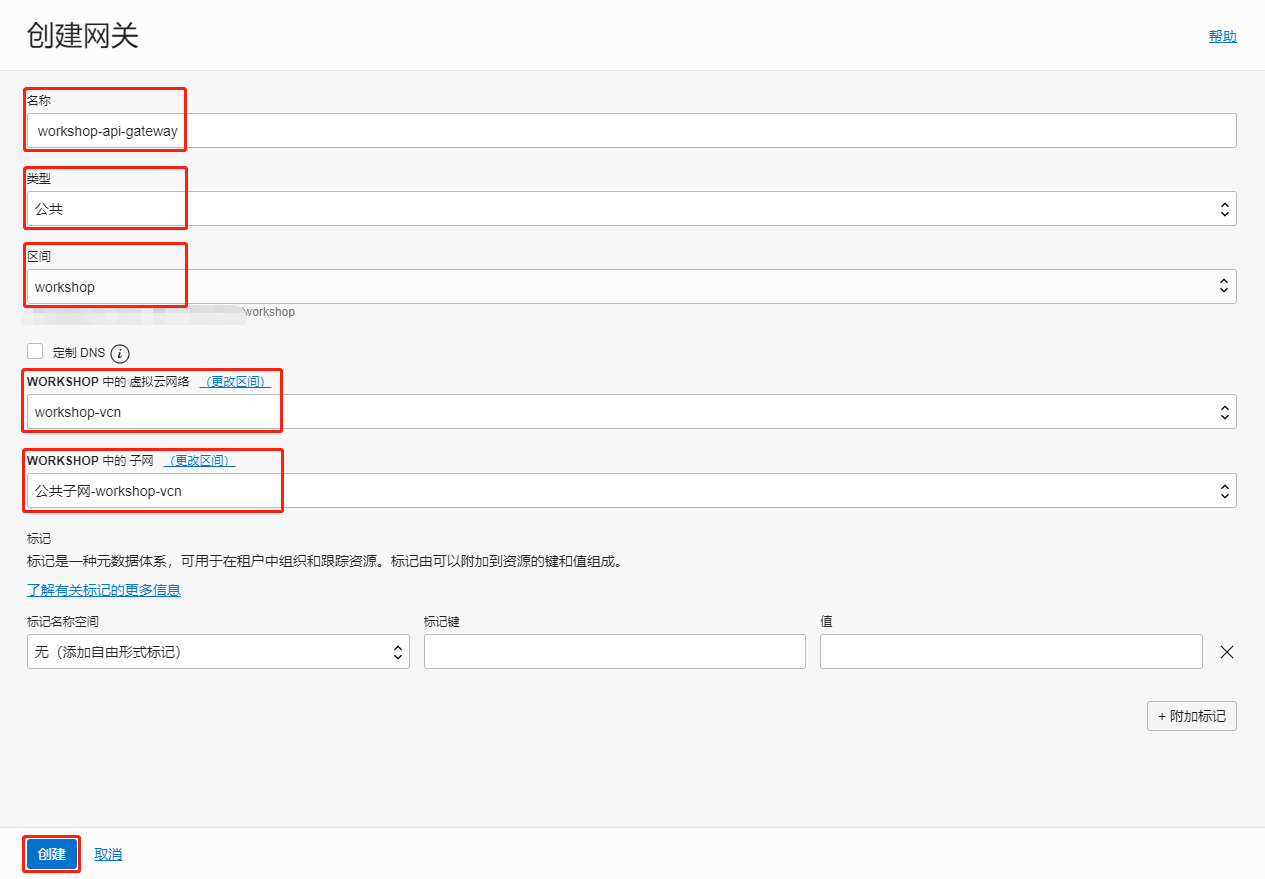 创建网关
帮助
名称
workshop-api-gateway
类型
公共
区间
workshop
/workshop
定制 DNS
WORKSHOP 中的 虚拟云网络 （更改区间）
workshop-vcn
WORKSHOP 中的 子网 （更改区间）
公共子网-workshop-vcn
标记
标记是一种元数据体系，可用于在租户中组织和跟踪资源。标记由可以附加到资源的键和值组成。
了解有关标记的更多信息
标记名称空间 标记键 值
无（添加自由形式标记）
+ 附加标记
创建 取消